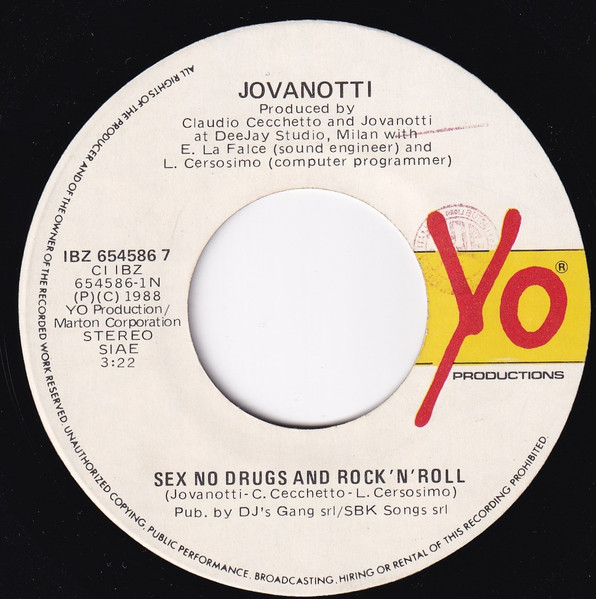 JOVANOTTI
Produced by
Claudio Cecchetto and Jovanotti
at DeeJay Studio, Milan with
E. La Falce (sound engineer) and
L. Cersosimo (computer programmer)
IBZ 654586 7
CI IBZ
654586-1N
(P)(C) 1988
YO Production/
Marton Corporation
STEREO
SIAE
3:22
Yo ®
PRODUCTIONS
SEX NO DRUGS AND ROCK'N'ROLL
(Jovanotti-C. Cecchetto-L. Cersosimo)
Pub. by DJ's Gang srl/SBK Songs srl
ALL RIGHTS OF THE PRODUCER AND OF THE OWNER OF THE RECORDED WORK RESERVED. UNAUTHORIZED COPYING, PUBLIC PERFORMANCE, BROADCASTING, HIRING OR RENTAL OF THIS RECORDING PROHIBITED.